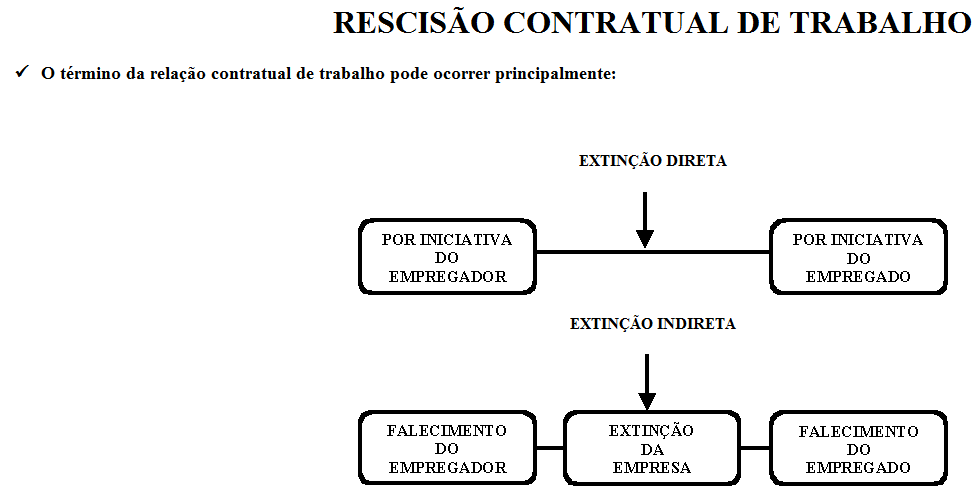 RESCISÃO CONTRATUAL DE TRABALHO
✓ O término da relação contratual de trabalho pode ocorrer principalmente:
EXTINÇÃO DIRETA
POR INICIATIVA
DO
EMPREGADOR
POR INICIATIVA
DO
EMPREGADO
EXTINÇÃO INDIRETA
FALECIMENTO
DO
EMPREGADOR
EXTINÇÃO
DA
EMPRESA
FALECIMENTO
DO
EMPREGADO